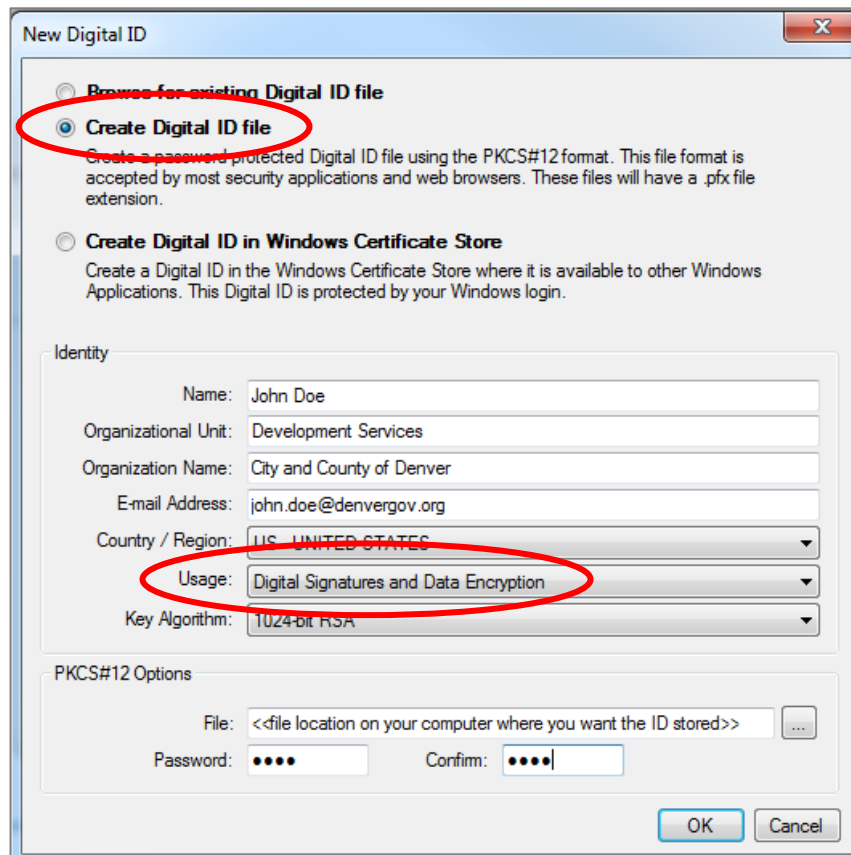 New Digital ID
x
Browse for existing Digital ID file
Create Digital ID file
Create a password protected Digital ID file using the PKCS#12 format. This file format is
accepted by most security applications and web browsers. These files will have a .pfx file
extension.
Create Digital ID in Windows Certificate Store
Create a Digital ID in the Windows Certificate Store where it is available to other Windows
Applications. This Digital ID is protected by your Windows login.
Identity
Name: John Doe
Organizational Unit: Development Services
Organization Name: City and County of Denver
E-mail Address: john.doe@denvergov.org
Country / Region: US - UNITED STATES
Usage: Digital Signatures and Data Encryption
Key Algorithm: 1024-bit RSA
PKCS#12 Options
File: <<file location on your computer where you want the ID stored>> ...
Password: •••• Confirm: ••••
OK Cancel